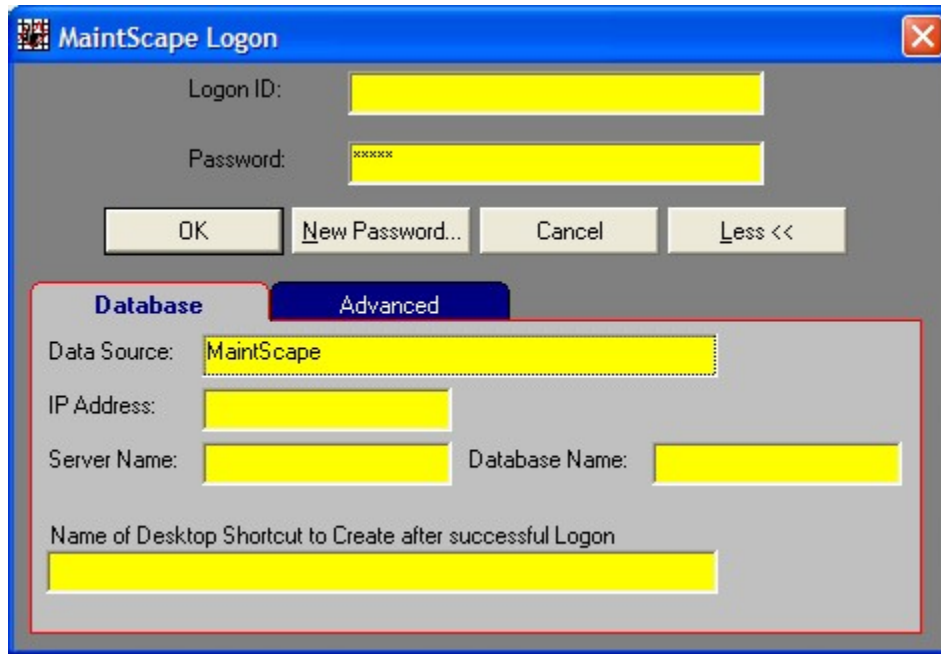 MaintScape Logon
Logon ID:
Password: *****
OK New Password... Cancel Less <<
Database Advanced
Data Source: MaintScape
IP Address:
Server Name: Database Name:
Name of Desktop Shortcut to Create after successful Logon